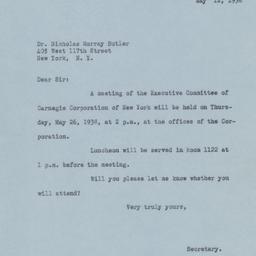 May 12, 1938
Dr. Nicholas Murray Butler
405 West 117th Street
New York, N. Y.
Dear Sir:
A meeting of the Executive Committee of
Carnegie Corporation of New York will be held on Thurs-
day, May 26, 1938, at 2 p.m., at the offices of the Cor-
poration.
Luncheon will be served in Room 1122 at
1 p.m. before the meeting.
Will you please let me know whether you
will attend?
Very truly yours,
Secretary.